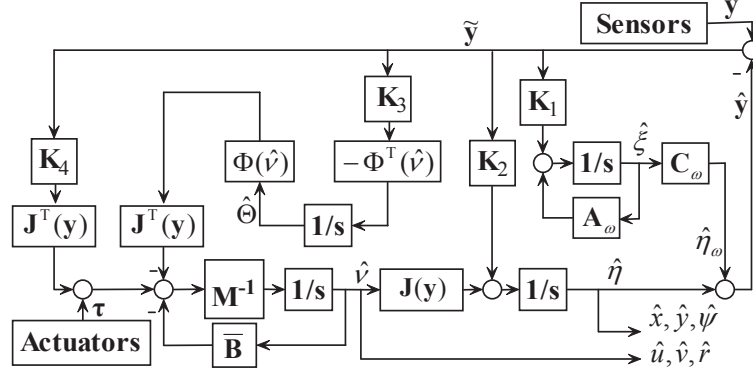 Sensors
y
ỹ
-
ŷ
K₃
K₁
K₄
Φ(ν̂)
−Φᵀ(ν̂)
K₂
1/s
ξ̂
C_ω
Jᵀ(y)
Jᵀ(y)
Θ̂
1/s
A_ω
η̂_ω
-
τ
-
M⁻¹
1/s
ν̂
J(y)
1/s
η̂
Actuators
B̅
x̂, ŷ, ψ̂
û, v̂, r̂